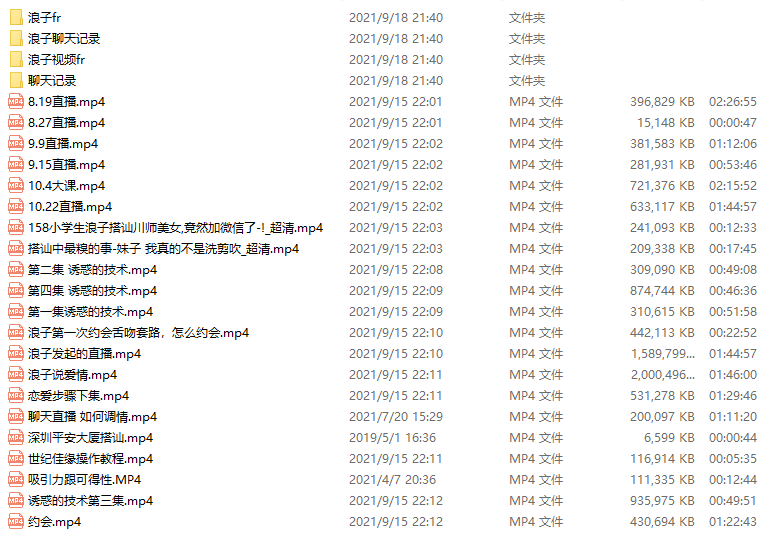 浪子fr 2021/9/18 21:40 文件夹
浪子聊天记录 2021/9/18 21:40 文件夹
浪子视频fr 2021/9/18 21:40 文件夹
聊天记录 2021/9/18 21:40 文件夹
MP4 8.19直播.mp4 2021/9/15 22:01 MP4 文件 396,829 KB 02:26:55
MP4 8.27直播.mp4 2021/9/15 22:01 MP4 文件 15,148 KB 00:00:47
MP4 9.9直播.mp4 2021/9/15 22:02 MP4 文件 381,583 KB 01:12:06
MP4 9.15直播.mp4 2021/9/15 22:02 MP4 文件 281,931 KB 00:53:46
MP4 10.4大课.mp4 2021/9/15 22:02 MP4 文件 721,376 KB 02:15:52
MP4 10.22直播.mp4 2021/9/15 22:02 MP4 文件 633,117 KB 01:44:57
MP4 158小学生浪子搭讪川师美女,竟然加微信了-!_超清.mp4 2021/9/15 22:03 MP4 文件 241,093 KB 00:12:33
MP4 搭讪中最糗的事-妹子 我真的不是洗剪吹_超清.mp4 2021/9/15 22:03 MP4 文件 209,338 KB 00:17:45
MP4 第二集 诱惑的技术.mp4 2021/9/15 22:08 MP4 文件 309,090 KB 00:49:08
MP4 第四集 诱惑的技术.mp4 2021/9/15 22:09 MP4 文件 874,744 KB 00:46:36
MP4 第一集诱惑的技术.mp4 2021/9/15 22:09 MP4 文件 310,615 KB 00:51:58
MP4 浪子第一次约会舌吻套路，怎么约会.mp4 2021/9/15 22:10 MP4 文件 442,113 KB 00:22:52
MP4 浪子发起的直播.mp4 2021/9/15 22:10 MP4 文件 1,589,799... 01:44:57
MP4 浪子说爱情.mp4 2021/9/15 22:11 MP4 文件 2,000,496... 01:46:00
MP4 恋爱步骤下集.mp4 2021/9/15 22:11 MP4 文件 531,278 KB 01:29:46
MP4 聊天直播 如何调情.mp4 2021/7/20 15:29 MP4 文件 200,097 KB 01:11:20
MP4 深圳平安大厦搭讪.mp4 2019/5/1 16:36 MP4 文件 6,599 KB 00:00:44
MP4 世纪佳缘操作教程.mp4 2021/9/15 22:11 MP4 文件 116,914 KB 00:05:35
MP4 吸引力跟可得性.MP4 2021/4/7 20:36 MP4 文件 111,335 KB 00:12:44
MP4 诱惑的技术第三集.mp4 2021/9/15 22:12 MP4 文件 935,975 KB 00:49:51
MP4 约会.mp4 2021/9/15 22:12 MP4 文件 430,694 KB 01:22:43